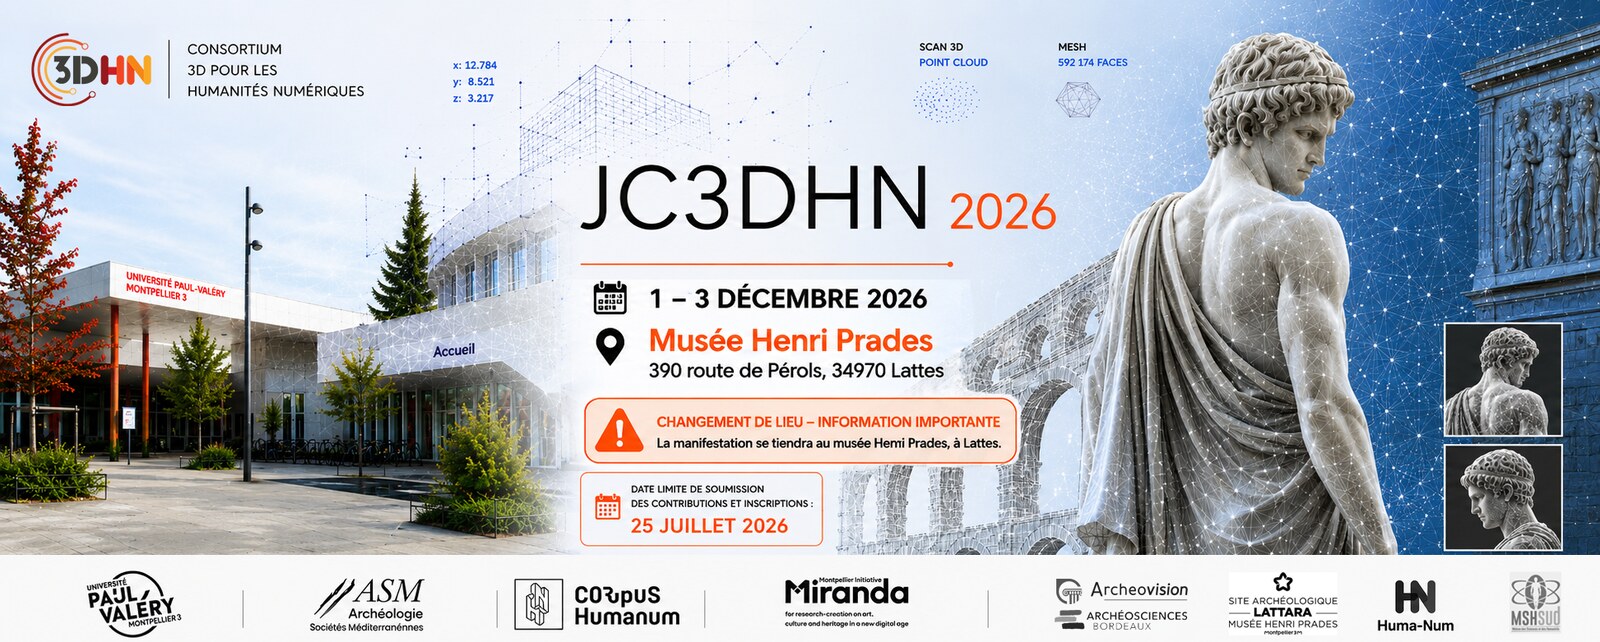 3DHN
CONSORTIUM
3D POUR LES
HUMANITÉS NUMÉRIQUES
x: 12.784
y: 8.521
z: 3.217
SCAN 3D
POINT CLOUD
MESH
592 174 FACES
JC3DHN 2026
1 – 3 DÉCEMBRE 2026
Musée Henri Prades
390 route de Pérols, 34970 Lattes
CHANGEMENT DE LIEU – INFORMATION IMPORTANTE
La manifestation se tiendra au musée Henri Prades, à Lattes.
DATE LIMITE DE SOUMISSION
DES CONTRIBUTIONS ET INSCRIPTIONS :
25 JUILLET 2026
UNIVERSITÉ PAUL-VALÉRY
MONTPELLIER 3
Accueil
UNIVERSITÉ
PAUL
VALÉRY
MONTPELLIER 3
ASM
Archéologie
Sociétés Méditerranéennes
CORpuS
Humanum
Montpellier Initiative
Miranda
for research-creation on art,
culture and heritage in a new digital age
Archeovision
ARCHÉOSCIENCES
BORDEAUX
SITE ARCHÉOLOGIQUE
LATTARA
MUSÉE HENRI PRADES
montpellier 3m
HN
Huma-Num
MSHSud